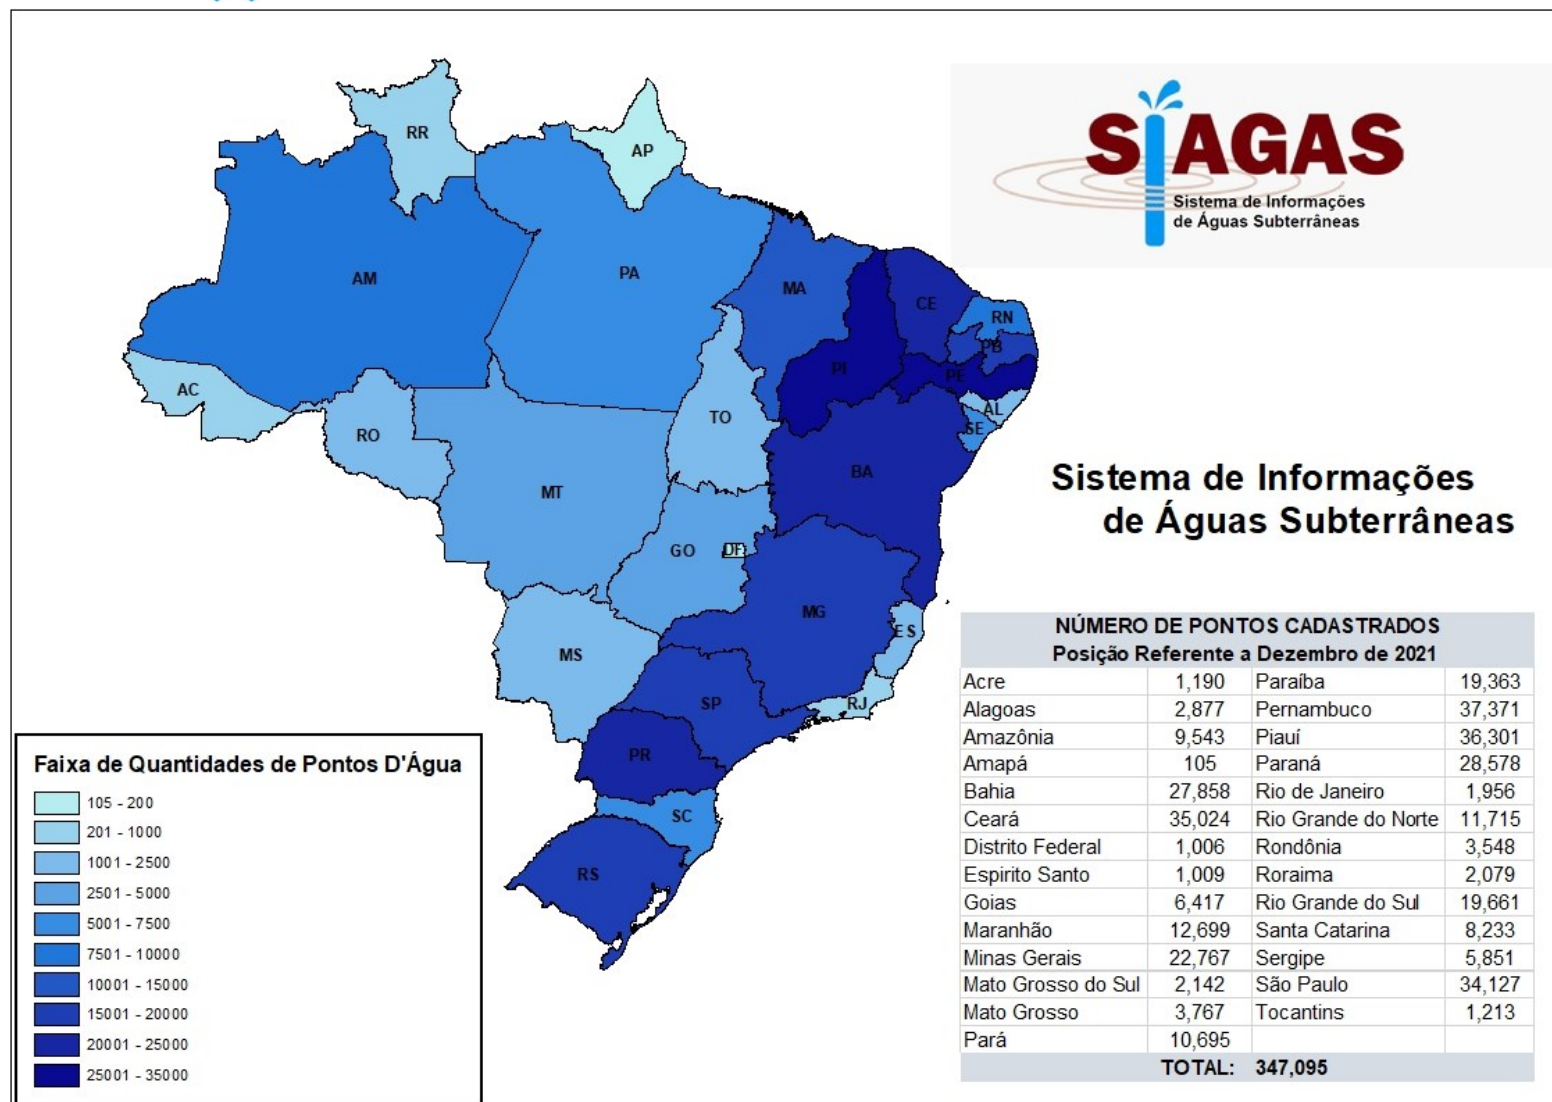 RR
AP
AM
PA
MA
CE
RN
PB
PI
PE
AC
AL
SE
TO
RO
BA
MT
GO
DF
MG
ES
MS
SP
RJ
PR
SC
RS
SIAGAS
Sistema de Informações
de Águas Subterrâneas
Sistema de Informações
de Águas Subterrâneas
NÚMERO DE PONTOS CADASTRADOS
Posição Referente a Dezembro de 2021
Acre 1,190 Paraíba 19,363
Alagoas 2,877 Pernambuco 37,371
Amazônia 9,543 Piauí 36,301
Amapá 105 Paraná 28,578
Bahia 27,858 Rio de Janeiro 1,956
Ceará 35,024 Rio Grande do Norte 11,715
Distrito Federal 1,006 Rondônia 3,548
Espirito Santo 1,009 Roraima 2,079
Goias 6,417 Rio Grande do Sul 19,661
Maranhão 12,699 Santa Catarina 8,233
Minas Gerais 22,767 Sergipe 5,851
Mato Grosso do Sul 2,142 São Paulo 34,127
Mato Grosso 3,767 Tocantins 1,213
Pará 10,695
TOTAL: 347,095
Faixa de Quantidades de Pontos D'Água
105 - 200
201 - 1000
1001 - 2500
2501 - 5000
5001 - 7500
7501 - 10000
10001 - 15000
15001 - 20000
20001 - 25000
25001 - 35000